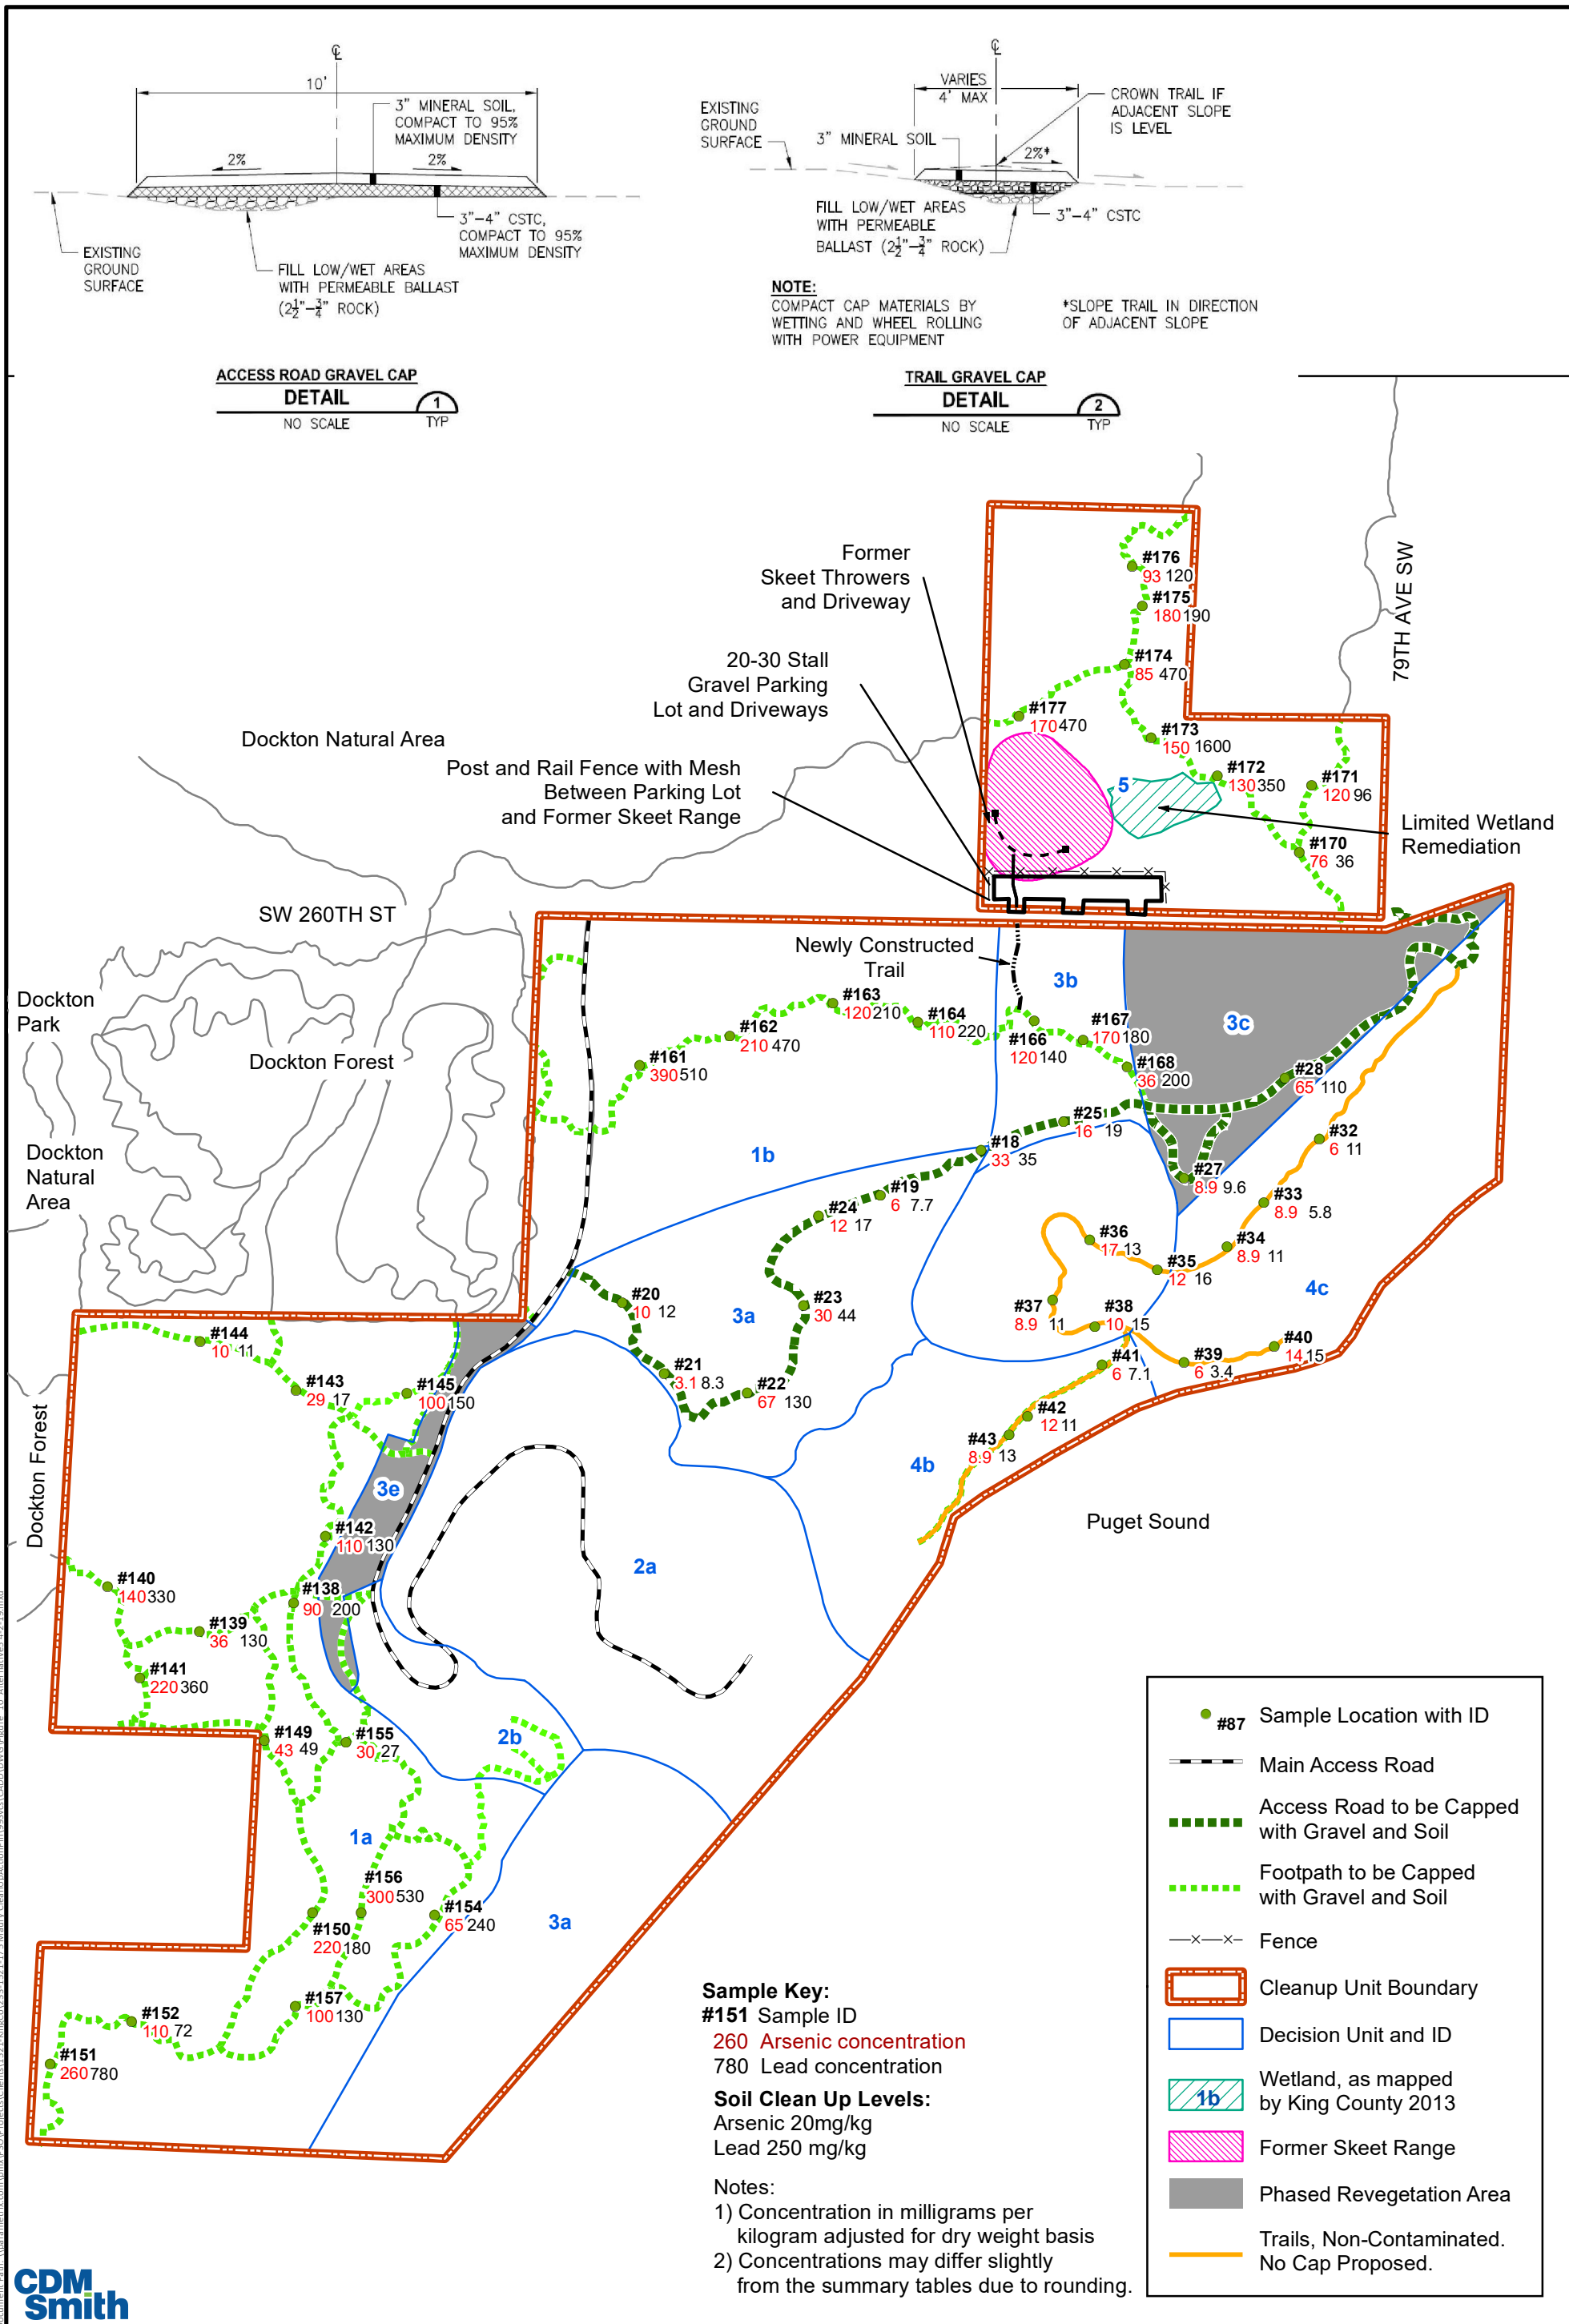 ℄
10'
3" MINERAL SOIL,
COMPACT TO 95%
MAXIMUM DENSITY
2%
2%
EXISTING
GROUND
SURFACE
3"-4" CSTC,
COMPACT TO 95%
MAXIMUM DENSITY
FILL LOW/WET AREAS
WITH PERMEABLE BALLAST
(2½"-¾" ROCK)
ACCESS ROAD GRAVEL CAP
DETAIL
1
NO SCALE
TYP
℄
VARIES
4' MAX
EXISTING
GROUND
SURFACE
3" MINERAL SOIL
CROWN TRAIL IF
ADJACENT SLOPE
IS LEVEL
2%*
FILL LOW/WET AREAS
WITH PERMEABLE
BALLAST (2½"-¾" ROCK)
3"-4" CSTC
NOTE:
COMPACT CAP MATERIALS BY
WETTING AND WHEEL ROLLING
WITH POWER EQUIPMENT
*SLOPE TRAIL IN DIRECTION
OF ADJACENT SLOPE
TRAIL GRAVEL CAP
DETAIL
2
NO SCALE
TYP
79TH AVE SW
Former
Skeet Throwers
and Driveway
20-30 Stall
Gravel Parking
Lot and Driveways
Post and Rail Fence with Mesh
Between Parking Lot
and Former Skeet Range
Dockton Natural Area
#176
93 120
#175
180 190
#174
85 470
#177
170 470
#173
150 1600
#172
130 350
#171
120 96
5
#170
76 36
Limited Wetland
Remediation
SW 260TH ST
Newly Constructed
Trail
Dockton
Park
Dockton Forest
Dockton
Natural
Area
3b
3c
#163
120 210
#164
110 220
#162
210 470
#161
390 510
#166
120 140
#167
170 180
#168
36 200
#28
65 110
#25
16 19
#18
33 35
1b
#32
6 11
#27
8.9 9.6
#19
6 7.7
#24
12 17
#33
8.9 5.8
#34
8.9 11
#36
17 13
#35
12 16
4c
#20
10 12
3a
#23
30 44
#37
8.9 11
#38
10 15
#40
14 15
#39
6 3.4
#41
6 7.1
#21
3.1 8.3
#22
67 130
#42
12 11
#43
8.9 13
4b
Puget Sound
#144
10 11
#143
29 17
#145
100 150
Dockton Forest
3e
#142
110 130
2a
#140
140 330
#138
90 200
#139
36 130
#141
220 360
#149
43 49
#155
30 27
2b
1a
#156
300 530
#154
65 240
#150
220 180
3a
#157
100 130
#152
110 72
#151
260 780
Sample Key:
#151 Sample ID
260 Arsenic concentration
780 Lead concentration
Soil Clean Up Levels:
Arsenic 20mg/kg
Lead 250 mg/kg
Notes:
1) Concentration in milligrams per
kilogram adjusted for dry weight basis
2) Concentrations may differ slightly
from the summary tables due to rounding.
#87 Sample Location with ID
Main Access Road
Access Road to be Capped
with Gravel and Soil
Footpath to be Capped
with Gravel and Soil
Fence
Cleanup Unit Boundary
Decision Unit and ID
1b
Wetland, as mapped
by King County 2013
Former Skeet Range
Phased Revegetation Area
Trails, Non-Contaminated.
No Cap Proposed.
CDM
Smith